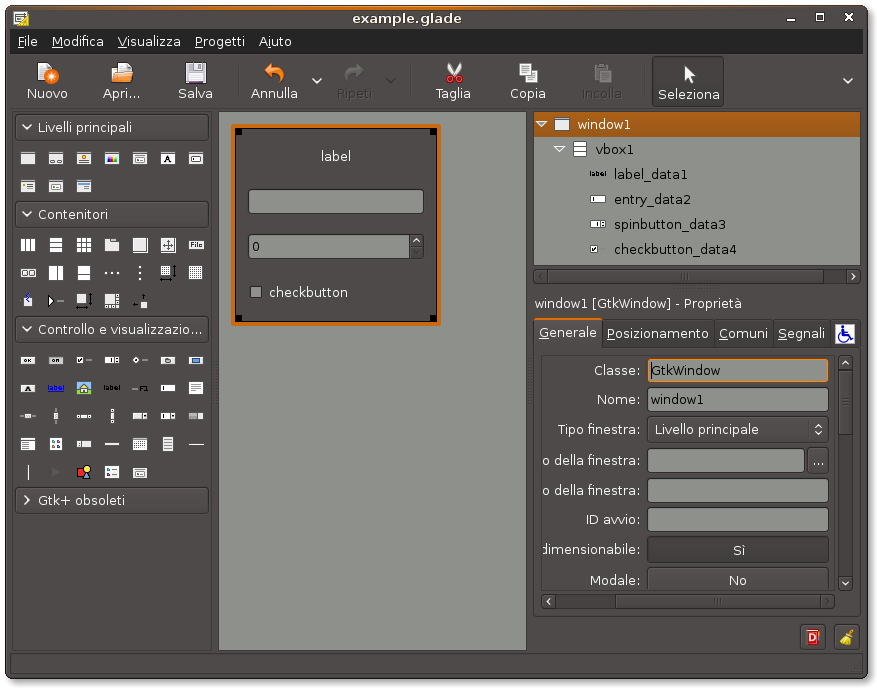 example.glade
File Modifica Visualizza Progetti Aiuto
Nuovo Apri... Salva Annulla Ripeti Taglia Copia Incolla Seleziona
Livelli principali
Contenitori
Controllo e visualizzazio...
Gtk+ obsoleti
label
0
checkbutton
window1
vbox1
label label_data1
entry_data2
spinbutton_data3
checkbutton_data4
window1 [GtkWindow] - Proprietà
Generale Posizionamento Comuni Segnali
Classe: GtkWindow
Nome: window1
Tipo finestra: Livello principale
o della finestra: ...
o della finestra:
ID avvio:
dimensionabile: Sì
Modale: No